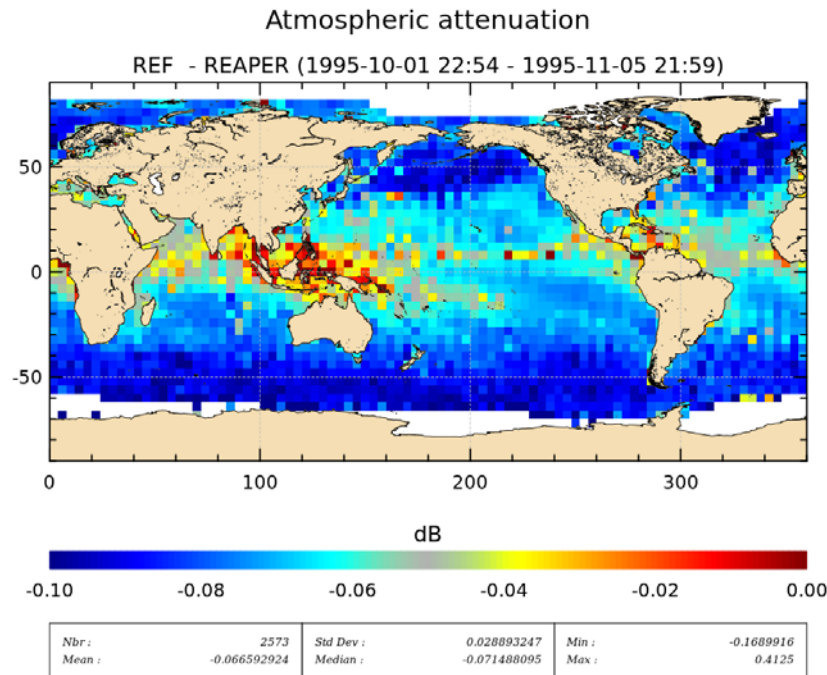 Atmospheric attenuation
REF - REAPER (1995-10-01 22:54 - 1995-11-05 21:59)
50
0
-50
0 100 200 300
dB
-0.10 -0.08 -0.06 -0.04 -0.02 0.00
Nbr : 2573 Std Dev : 0.028893247 Min : -0.1689916
Mean : -0.066592924 Median : -0.071488095 Max : 0.4125